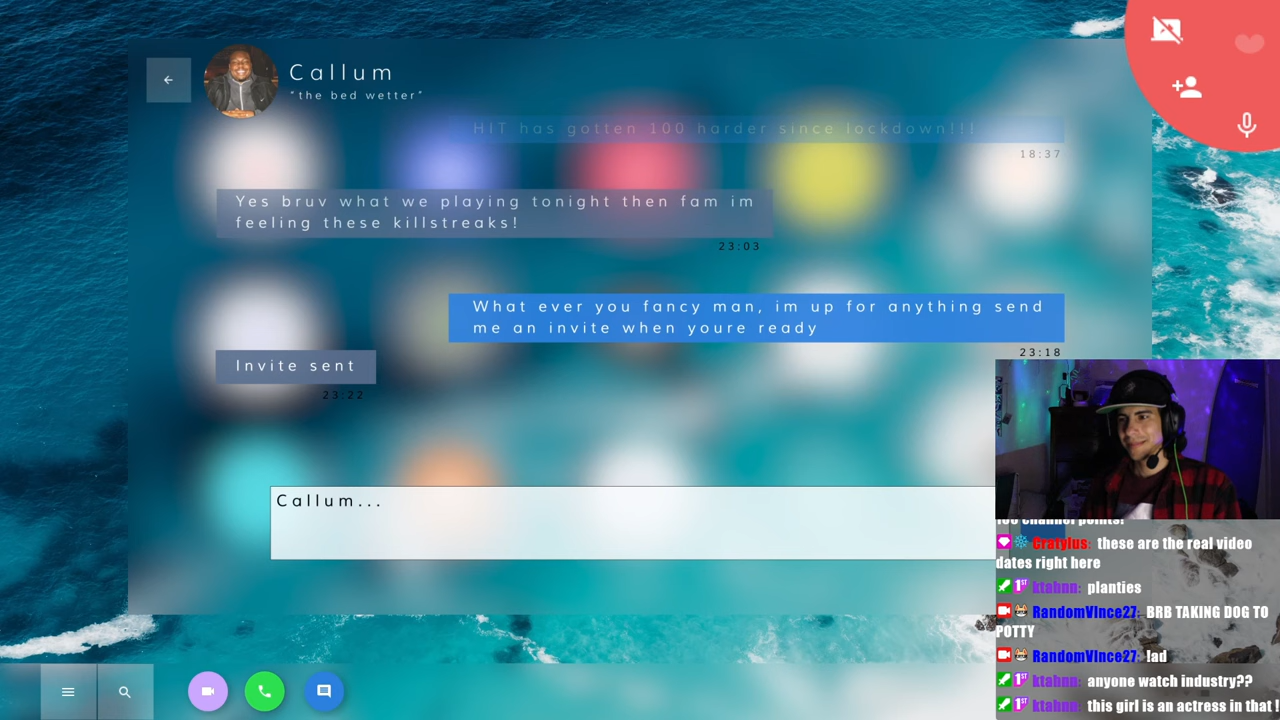 Callum
"the bed wetter"
HIT has gotten 100 harder since lockdown!!!
18:37
Yes bruv what we playing tonight then fam im
feeling these killstreaks!
23:03
What ever you fancy man, im up for anything send
me an invite when youre ready
23:18
Invite sent
23:22
Callum...
100 channel points!
Cratylus: these are the real video
dates right here
ktahnn: planties
RandomVInce27: BRB TAKING DOG TO
POTTY
RandomVInce27: !ad
ktahnn: anyone watch industry??
ktahnn: this girl is an actress in that !